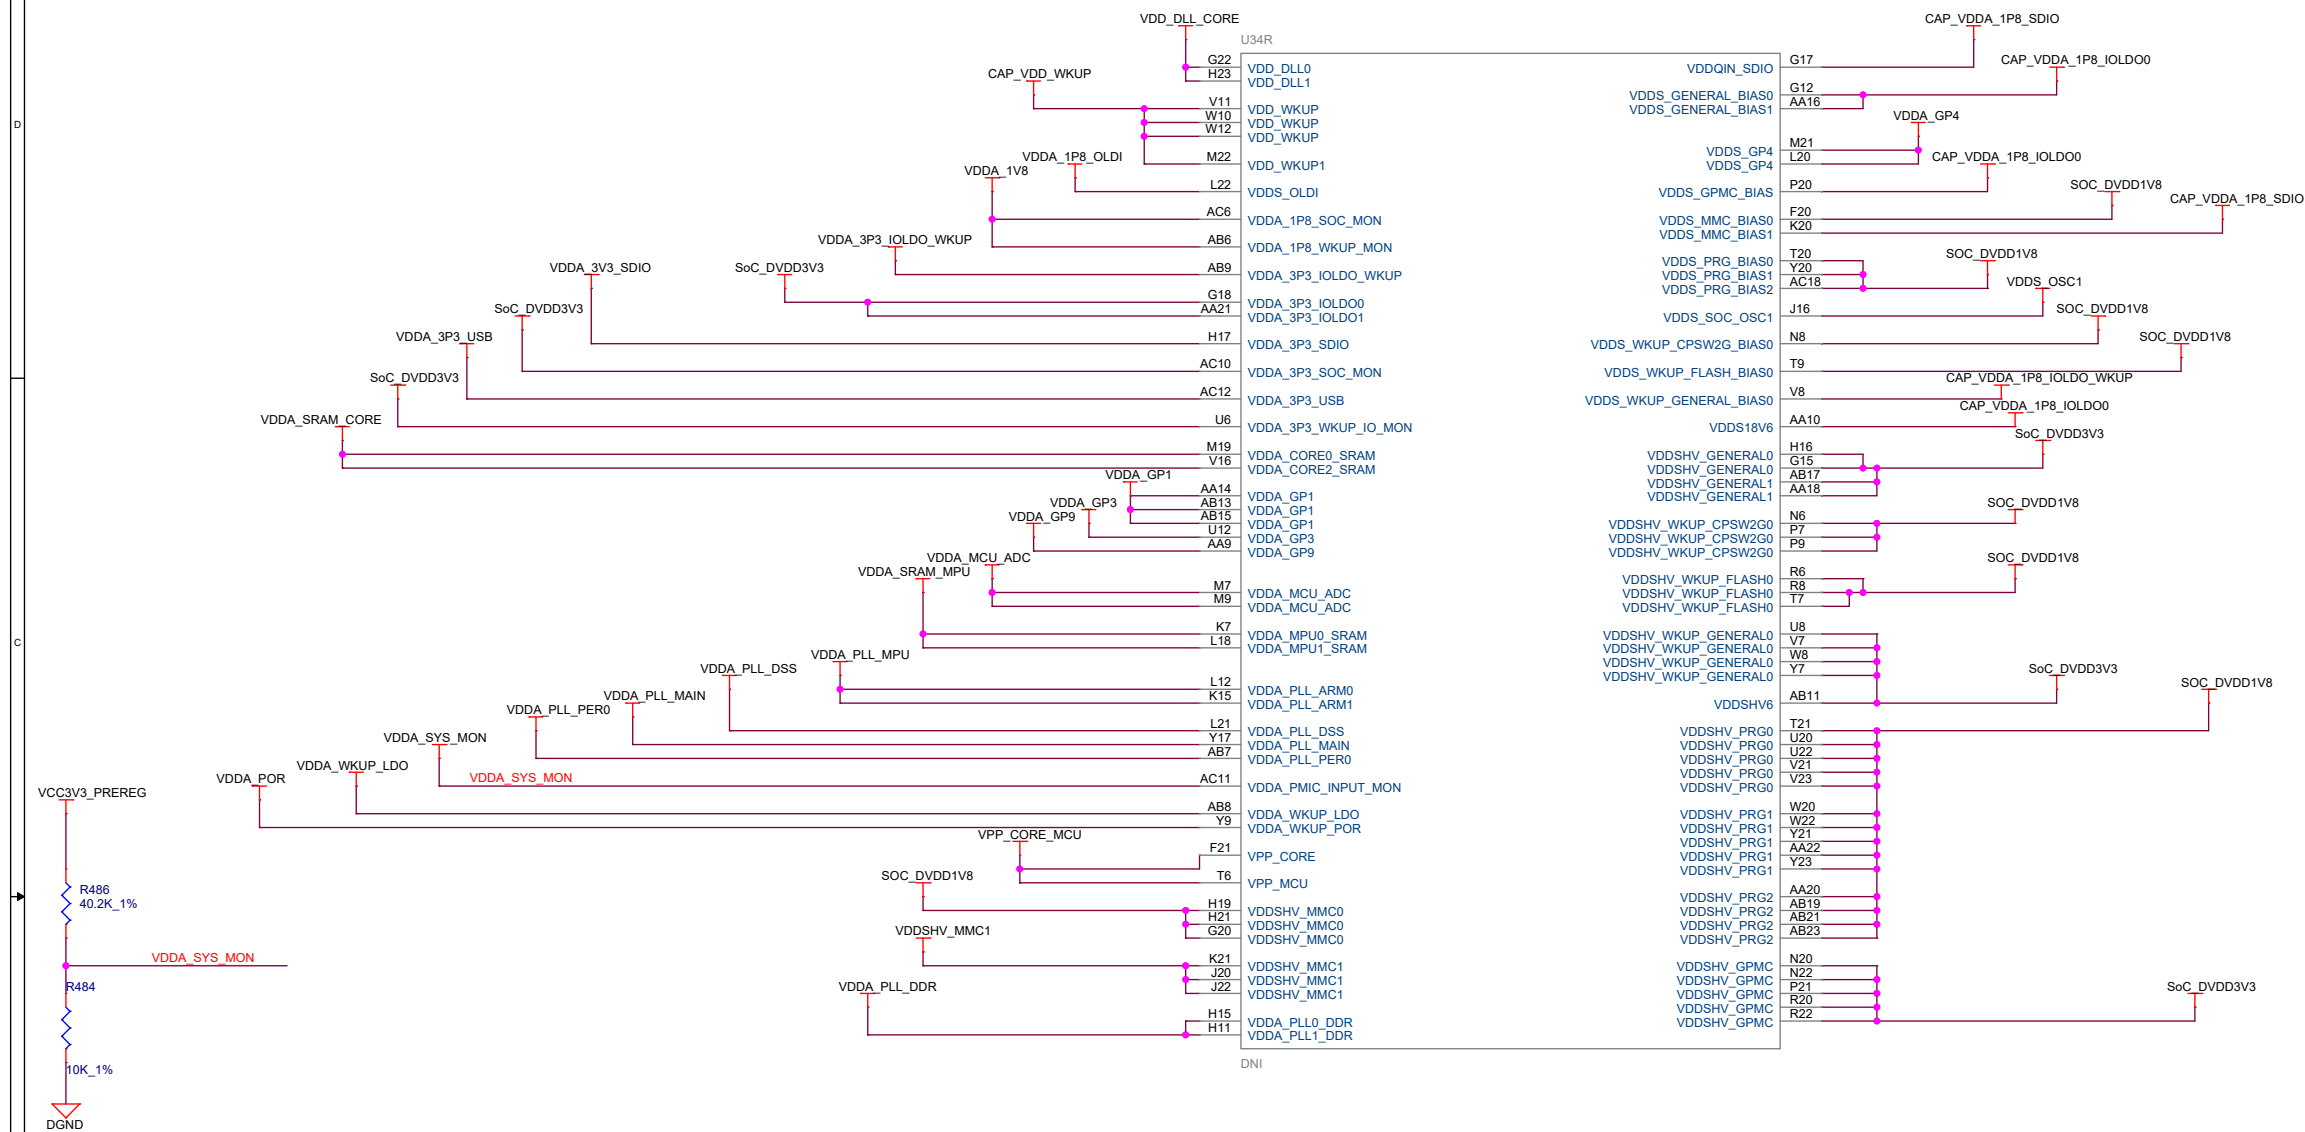 VDD_DLL_CORE
CAP_VDDA_1P8_SDIO
U34R
G22 VDD_DLL0
H23 VDD_DLL1
CAP_VDD_WKUP
V11 VDD_WKUP
W10 VDD_WKUP
W12 VDD_WKUP
M22 VDD_WKUP1
VDDA_1P8_OLDI
VDDA_1V8
L22 VDDS_OLDI
AC6 VDDA_1P8_SOC_MON
AB6 VDDA_1P8_WKUP_MON
VDDA_3P3_IOLDO_WKUP
AB9 VDDA_3P3_IOLDO_WKUP
VDDA_3V3_SDIO
SoC_DVDD3V3
G18 VDDA_3P3_IOLDO0
AA21 VDDA_3P3_IOLDO1
SoC_DVDD3V3
H17 VDDA_3P3_SDIO
VDDA_3P3_USB
AC10 VDDA_3P3_SOC_MON
SoC_DVDD3V3
AC12 VDDA_3P3_USB
VDDA_SRAM_CORE
U6 VDDA_3P3_WKUP_IO_MON
M19 VDDA_CORE0_SRAM
V16 VDDA_CORE2_SRAM
VDDA_GP1
AA14 VDDA_GP1
AB13 VDDA_GP1
AB15 VDDA_GP1
VDDA_GP3
VDDA_GP9
U12 VDDA_GP3
AA9 VDDA_GP9
VDDA_MCU_ADC
VDDA_SRAM_MPU
M7 VDDA_MCU_ADC
M9 VDDA_MCU_ADC
K7 VDDA_MPU0_SRAM
L18 VDDA_MPU1_SRAM
VDDA_PLL_MPU
VDDA_PLL_DSS
L12 VDDA_PLL_ARM0
K15 VDDA_PLL_ARM1
VDDA_PLL_MAIN
VDDA_PLL_PER0
L21 VDDA_PLL_DSS
Y17 VDDA_PLL_MAIN
AB7 VDDA_PLL_PER0
VDDA_SYS_MON
VDDA_SYS_MON
AC11 VDDA_PMIC_INPUT_MON
VDDA_WKUP_LDO
VDDA_POR
AB8 VDDA_WKUP_LDO
Y9 VDDA_WKUP_POR
VPP_CORE_MCU
F21 VPP_CORE
T6 VPP_MCU
SOC_DVDD1V8
H19 VDDSHV_MMC0
H21 VDDSHV_MMC0
G20 VDDSHV_MMC0
VDDSHV_MMC1
K21 VDDSHV_MMC1
J20 VDDSHV_MMC1
J22 VDDSHV_MMC1
VDDA_PLL_DDR
H15 VDDA_PLL0_DDR
H11 VDDA_PLL1_DDR
DNI
VDDQIN_SDIO G17
CAP_VDDA_1P8_IOLDO0
VDDS_GENERAL_BIAS0 G12
VDDS_GENERAL_BIAS1 AA16
VDDA_GP4
VDDS_GP4 M21
VDDS_GP4 L20
CAP_VDDA_1P8_IOLDO0
VDDS_GPMC_BIAS P20
SOC_DVDD1V8
CAP_VDDA_1P8_SDIO
VDDS_MMC_BIAS0 F20
VDDS_MMC_BIAS1 K20
SOC_DVDD1V8
VDDS_PRG_BIAS0 T20
VDDS_PRG_BIAS1 Y20
VDDS_PRG_BIAS2 AC18
VDDS_OSC1
VDDS_SOC_OSC1 J16
SOC_DVDD1V8
VDDS_WKUP_CPSW2G_BIAS0 N8
SOC_DVDD1V8
VDDS_WKUP_FLASH_BIAS0 T9
CAP_VDDA_1P8_IOLDO_WKUP
VDDS_WKUP_GENERAL_BIAS0 V8
CAP_VDDA_1P8_IOLDO0
VDDS18V6 AA10
SoC_DVDD3V3
VDDSHV_GENERAL0 H16
VDDSHV_GENERAL0 G15
VDDSHV_GENERAL1 AB17
VDDSHV_GENERAL1 AA18
SOC_DVDD1V8
VDDSHV_WKUP_CPSW2G0 N6
VDDSHV_WKUP_CPSW2G0 P7
VDDSHV_WKUP_CPSW2G0 P9
SOC_DVDD1V8
VDDSHV_WKUP_FLASH0 R6
VDDSHV_WKUP_FLASH0 R8
VDDSHV_WKUP_FLASH0 T7
VDDSHV_WKUP_GENERAL0 U8
VDDSHV_WKUP_GENERAL0 V7
VDDSHV_WKUP_GENERAL0 W8
VDDSHV_WKUP_GENERAL0 Y7
SoC_DVDD3V3
VDDSHV6 AB11
SOC_DVDD1V8
VDDSHV_PRG0 T21
VDDSHV_PRG0 U20
VDDSHV_PRG0 U22
VDDSHV_PRG0 V21
VDDSHV_PRG0 V23
VDDSHV_PRG1 W20
VDDSHV_PRG1 W22
VDDSHV_PRG1 Y21
VDDSHV_PRG1 AA22
VDDSHV_PRG1 Y23
VDDSHV_PRG2 AA20
VDDSHV_PRG2 AB19
VDDSHV_PRG2 AB21
VDDSHV_PRG2 AB23
VDDSHV_GPMC N20
VDDSHV_GPMC N22
VDDSHV_GPMC P21
VDDSHV_GPMC R20
VDDSHV_GPMC R22
SoC_DVDD3V3
VCC3V3_PREREG
R486
40.2K_1%
VDDA_SYS_MON
R484
10K_1%
DGND
D
C